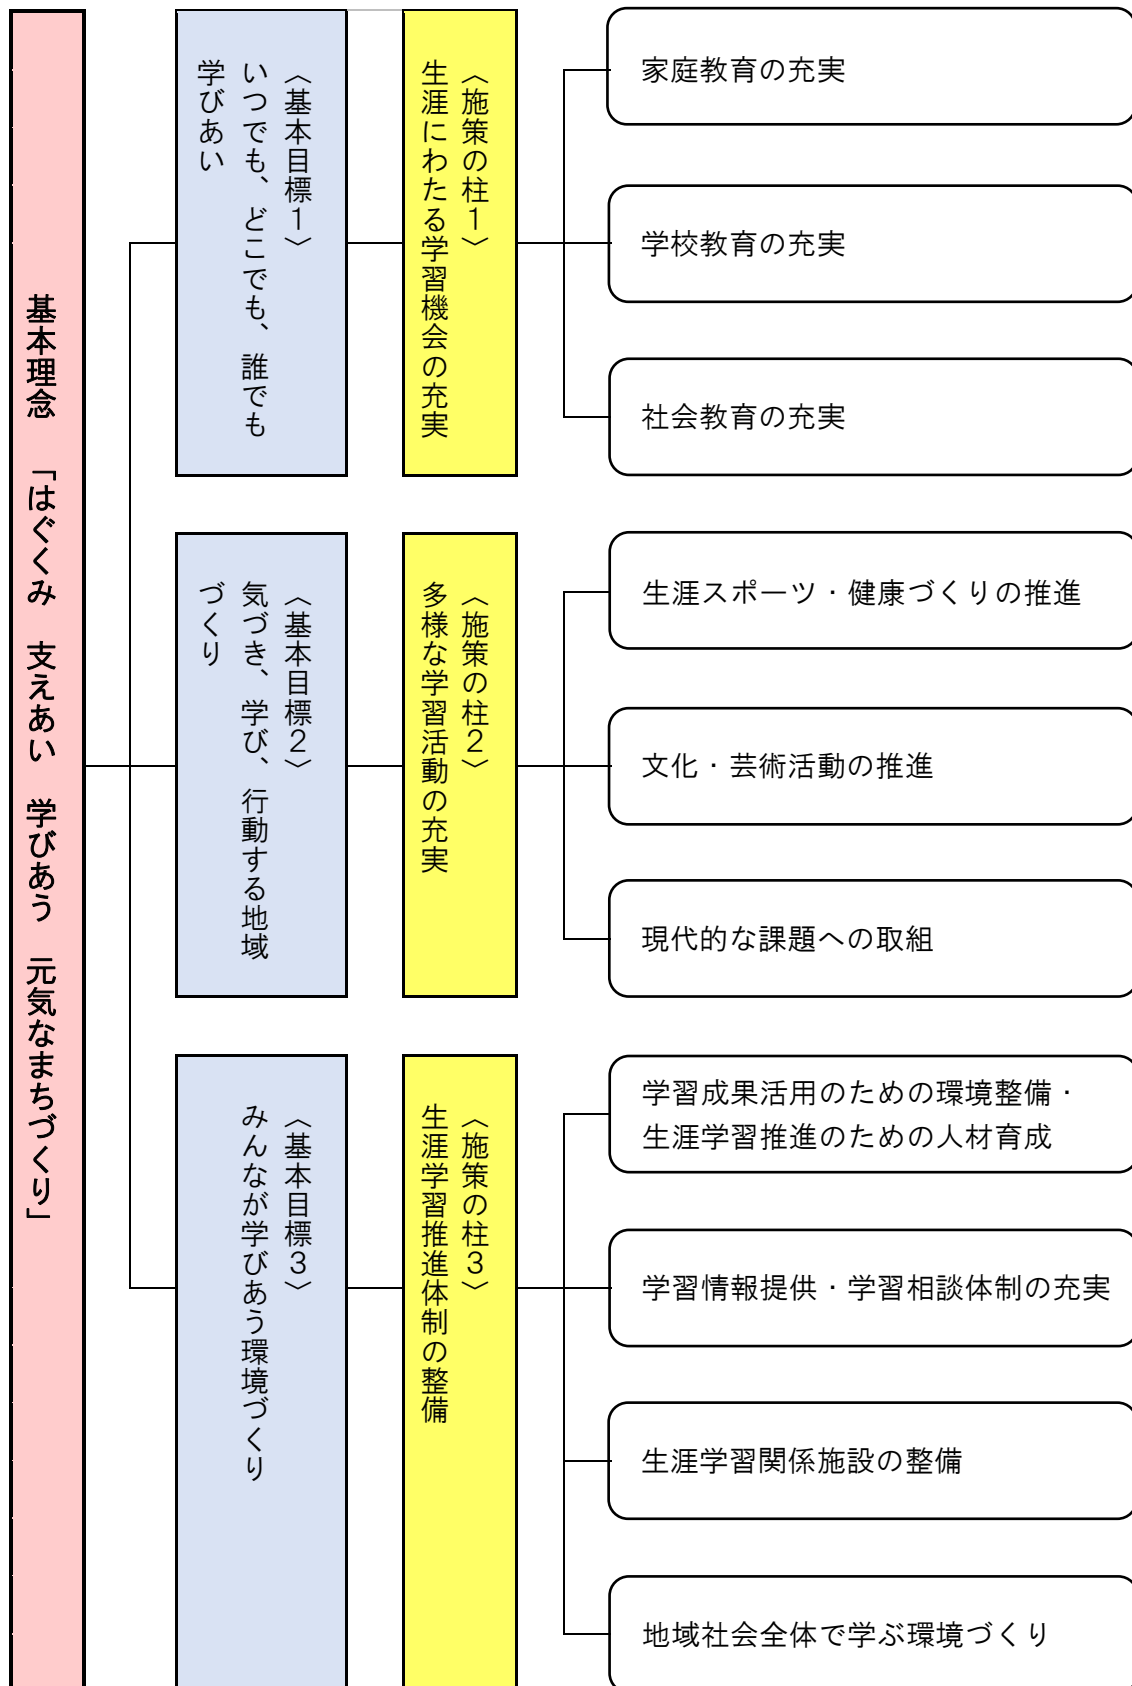 基本理念　「はぐくみ　支えあい　学びあう　元気なまちづくり」
〈基本目標１〉
いつでも、どこでも、誰でも
学びあい
〈施策の柱１〉
生涯にわたる学習機会の充実
家庭教育の充実
学校教育の充実
社会教育の充実
〈基本目標２〉
気づき、学び、行動する地域
づくり
〈施策の柱２〉
多様な学習活動の充実
生涯スポーツ・健康づくりの推進
文化・芸術活動の推進
現代的な課題への取組
〈基本目標３〉
みんなが学びあう環境づくり
〈施策の柱３〉
生涯学習推進体制の整備
学習成果活用のための環境整備・
生涯学習推進のための人材育成
学習情報提供・学習相談体制の充実
生涯学習関係施設の整備
地域社会全体で学ぶ環境づくり